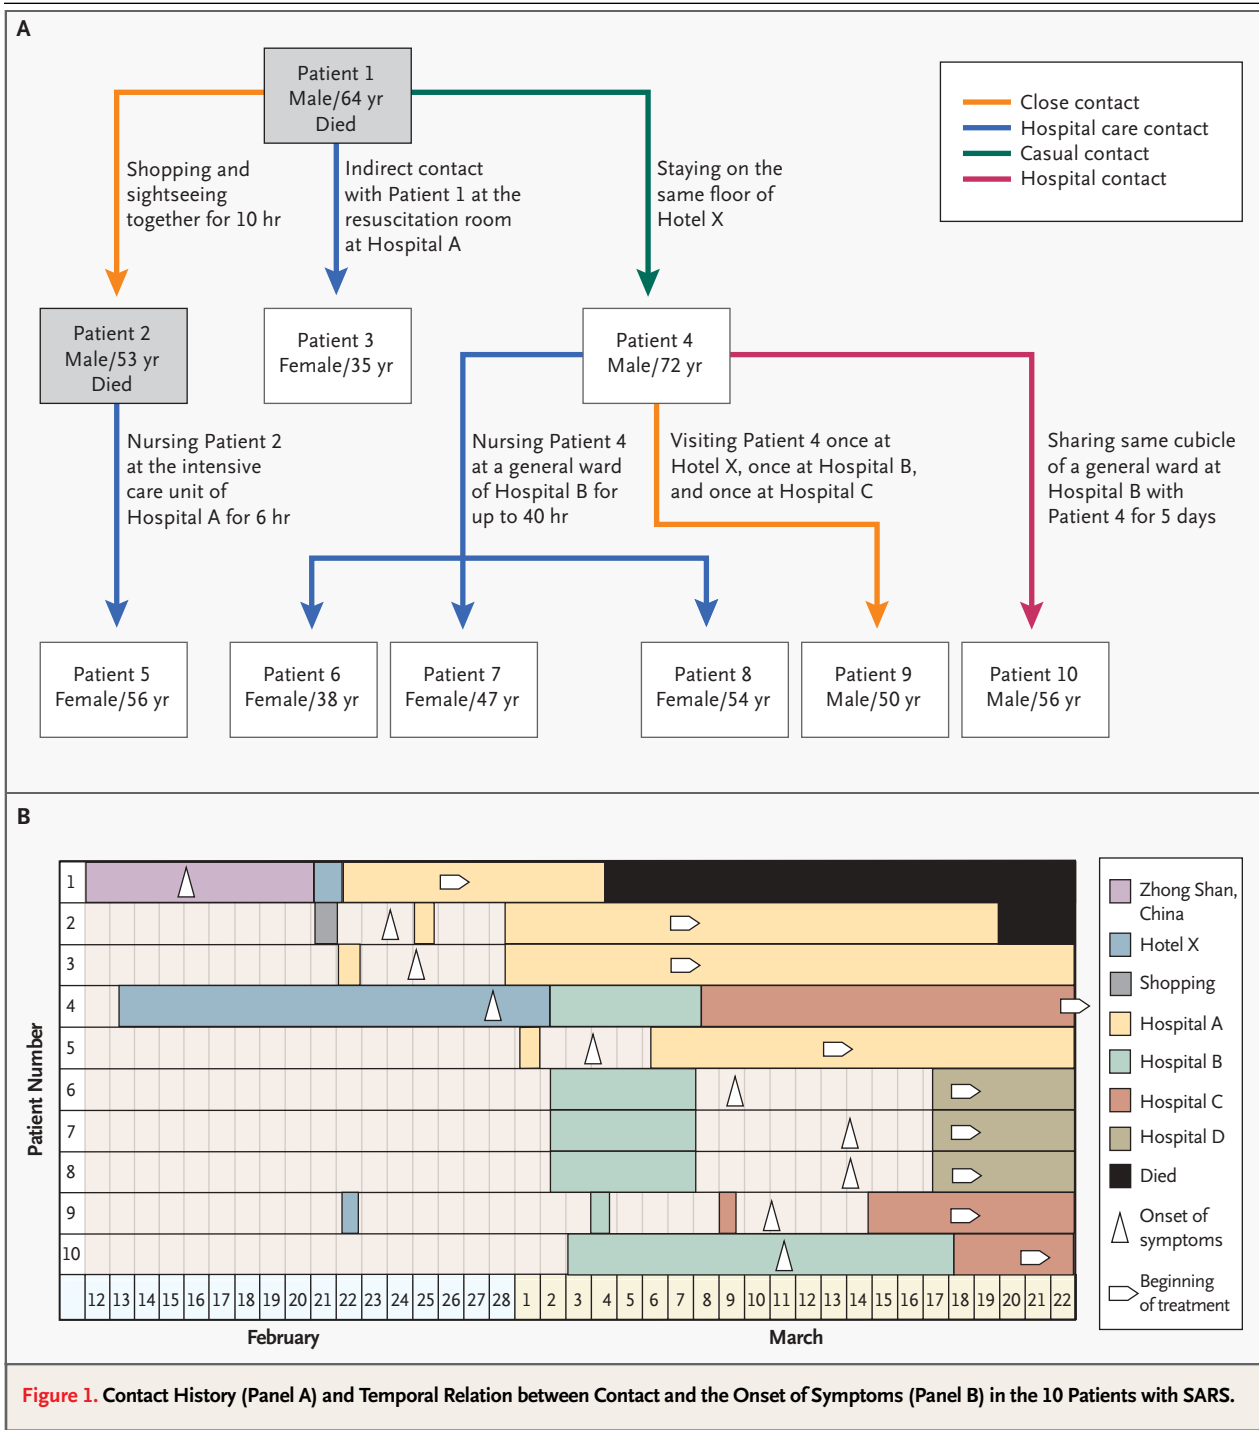 A
Patient 1
Male/64 yr
Died
Close contact
Hospital care contact
Casual contact
Hospital contact
Shopping and
sightseeing
together for 10 hr
Indirect contact
with Patient 1 at the
resuscitation room
at Hospital A
Staying on the
same floor of
Hotel X
Patient 2
Male/53 yr
Died
Patient 3
Female/35 yr
Patient 4
Male/72 yr
Nursing Patient 2
at the intensive
care unit of
Hospital A for 6 hr
Nursing Patient 4
at a general ward
of Hospital B for
up to 40 hr
Visiting Patient 4 once at
Hotel X, once at Hospital B,
and once at Hospital C
Sharing same cubicle
of a general ward at
Hospital B with
Patient 4 for 5 days
Patient 5
Female/56 yr
Patient 6
Female/38 yr
Patient 7
Female/47 yr
Patient 8
Female/54 yr
Patient 9
Male/50 yr
Patient 10
Male/56 yr
B
Patient Number
1
2
3
4
5
6
7
8
9
10
12 13 14 15 16 17 18 19 20 21 22 23 24 25 26 27 28 1 2 3 4 5 6 7 8 9 10 11 12 13 14 15 16 17 18 19 20 21 22
February
March
Zhong Shan,
China
Hotel X
Shopping
Hospital A
Hospital B
Hospital C
Hospital D
Died
Onset of
symptoms
Beginning
of treatment
Figure 1. Contact History (Panel A) and Temporal Relation between Contact and the Onset of Symptoms (Panel B) in the 10 Patients with SARS.